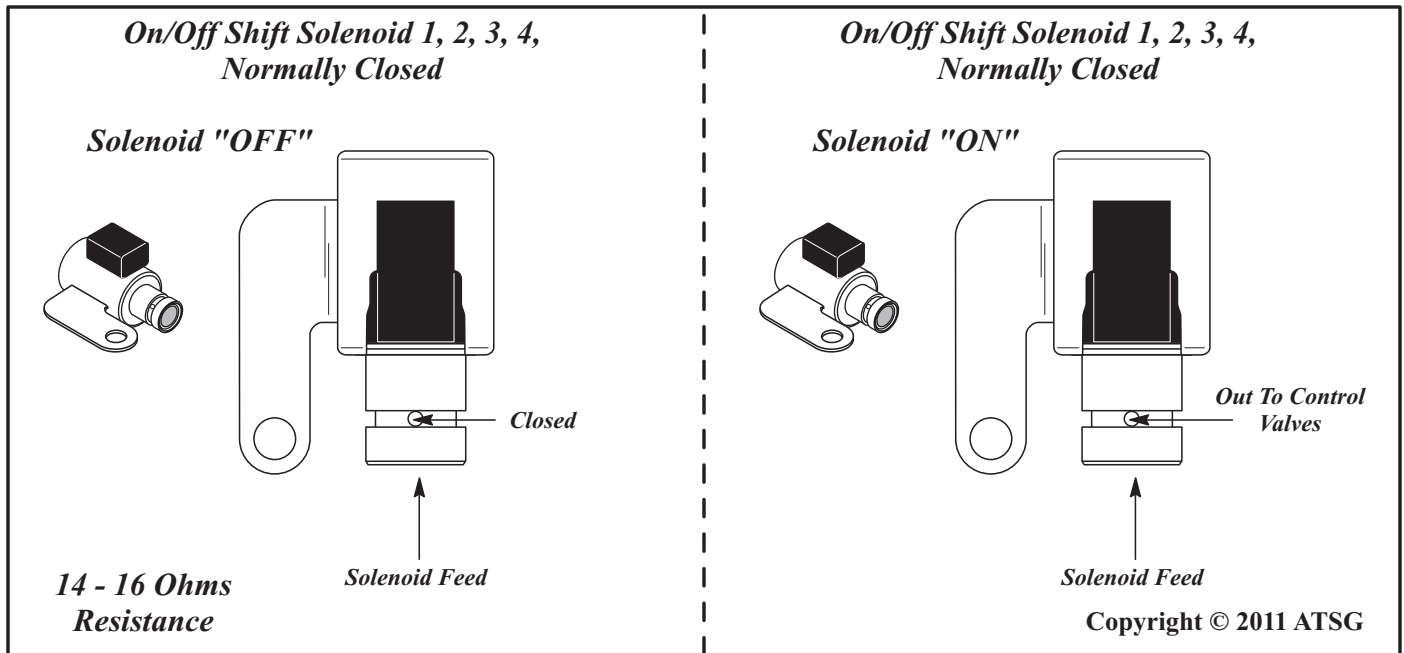 On/Off Shift Solenoid 1, 2, 3, 4,
Normally Closed
Solenoid "OFF"
Closed
Solenoid Feed
14 - 16 Ohms
Resistance
On/Off Shift Solenoid 1, 2, 3, 4,
Normally Closed
Solenoid "ON"
Out To Control
Valves
Solenoid Feed
Copyright © 2011 ATSG